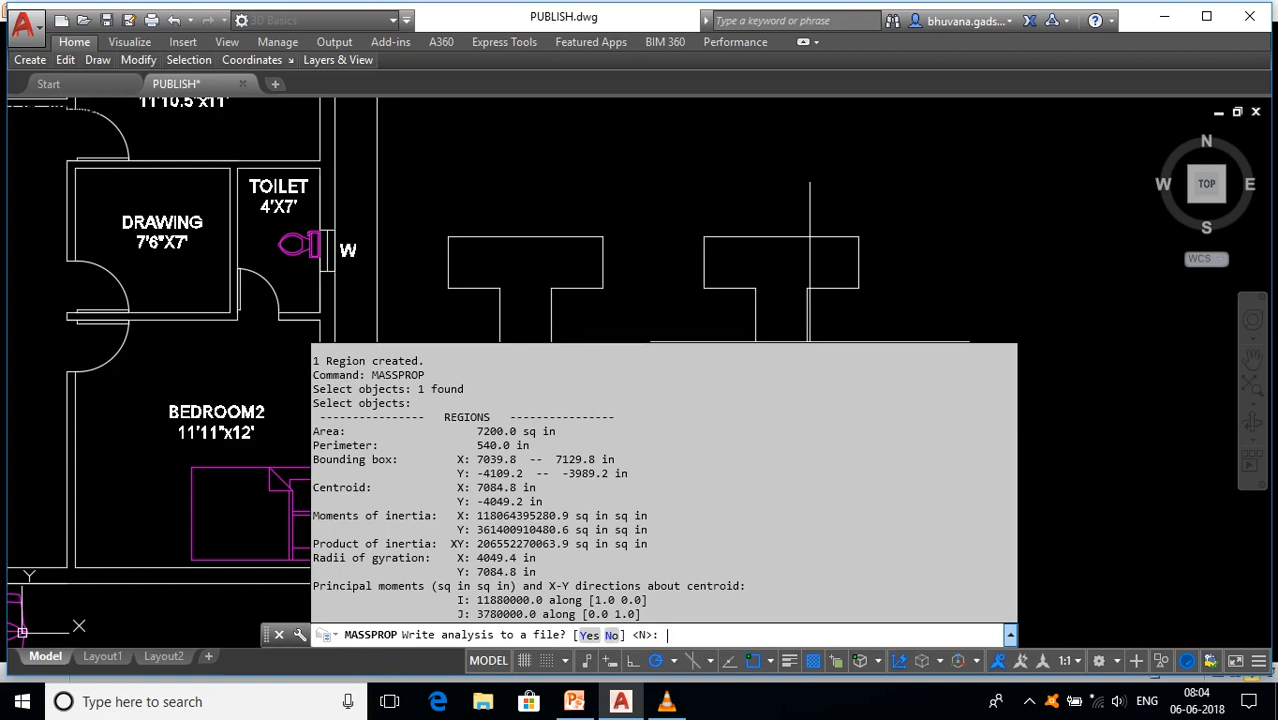 3D Basics
PUBLISH.dwg
Type a keyword or phrase
bhuvana.gads...
Home Visualize Insert View Manage Output Add-ins A360 Express Tools Featured Apps BIM 360 Performance
Create Edit Draw Modify Selection Coordinates Layers & View
Start PUBLISH*
11'10.5"x11'
TOILET
4'X7'
DRAWING
7'6"X7'
W
BEDROOM2
11'11"x12'
N
W TOP E
S
WCS
1 Region created.
Command: MASSPROP
Select objects: 1 found
Select objects:
---------------- REGIONS ----------------
Area: 7200.0 sq in
Perimeter: 540.0 in
Bounding box: X: 7039.8 -- 7129.8 in
Y: -4109.2 -- -3989.2 in
Centroid: X: 7084.8 in
Y: -4049.2 in
Moments of inertia: X: 118064395280.9 sq in sq in
Y: 361400910480.6 sq in sq in
Product of inertia: XY: 206552270063.9 sq in sq in
Radii of gyration: X: 4049.4 in
Y: 7084.8 in
Principal moments (sq in sq in) and X-Y directions about centroid:
I: 11880000.0 along [1.0 0.0]
J: 3780000.0 along [0.0 1.0]
MASSPROP Write analysis to a file? [Yes No] <N>:
Y
X
Model Layout1 Layout2
MODEL 1:1
Type here to search
ENG
08:04
06-06-2018